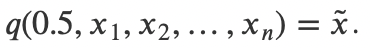 q(0.5, x₁, x₂, … , xₙ) = x̃ .